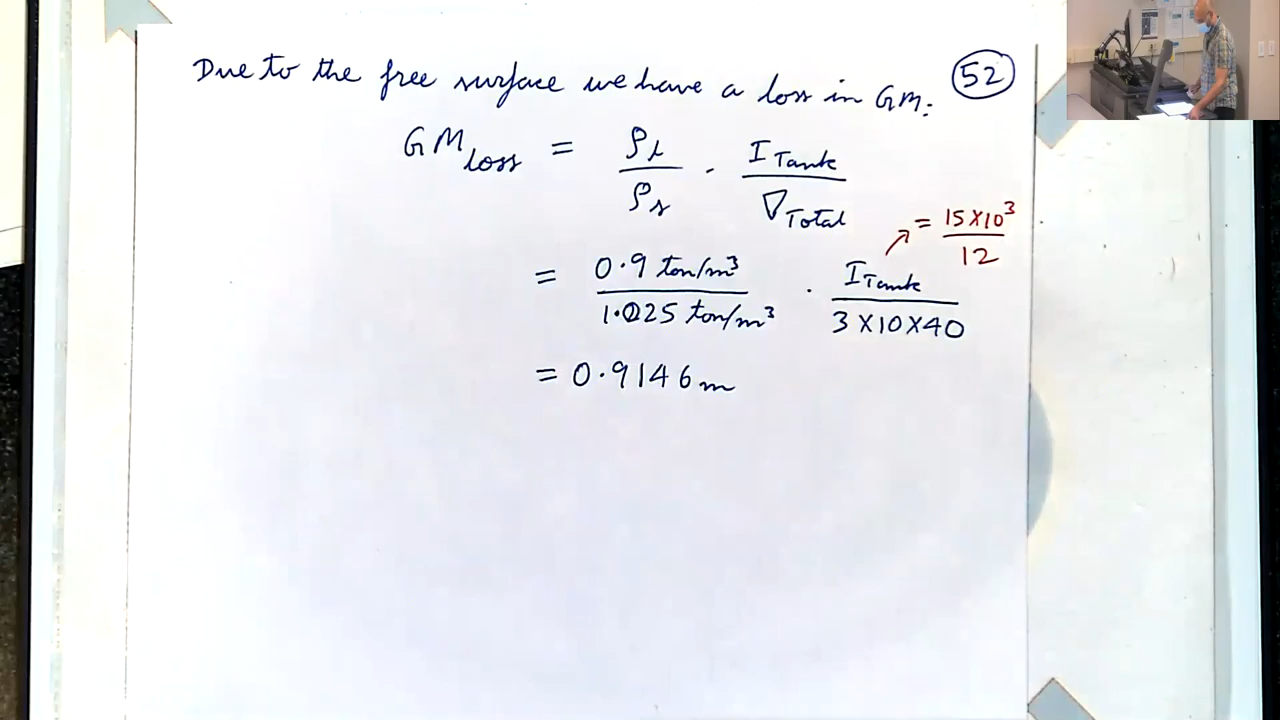 Due to the free surface we have a loss in GM:
52
GM_loss = ρ_l / ρ_s · I_Tank / ∇_Total
= 0.9 ton/m³ / 1.025 ton/m³ · I_Tank / 3×10×40
= 15×10³ / 12
= 0.9146m